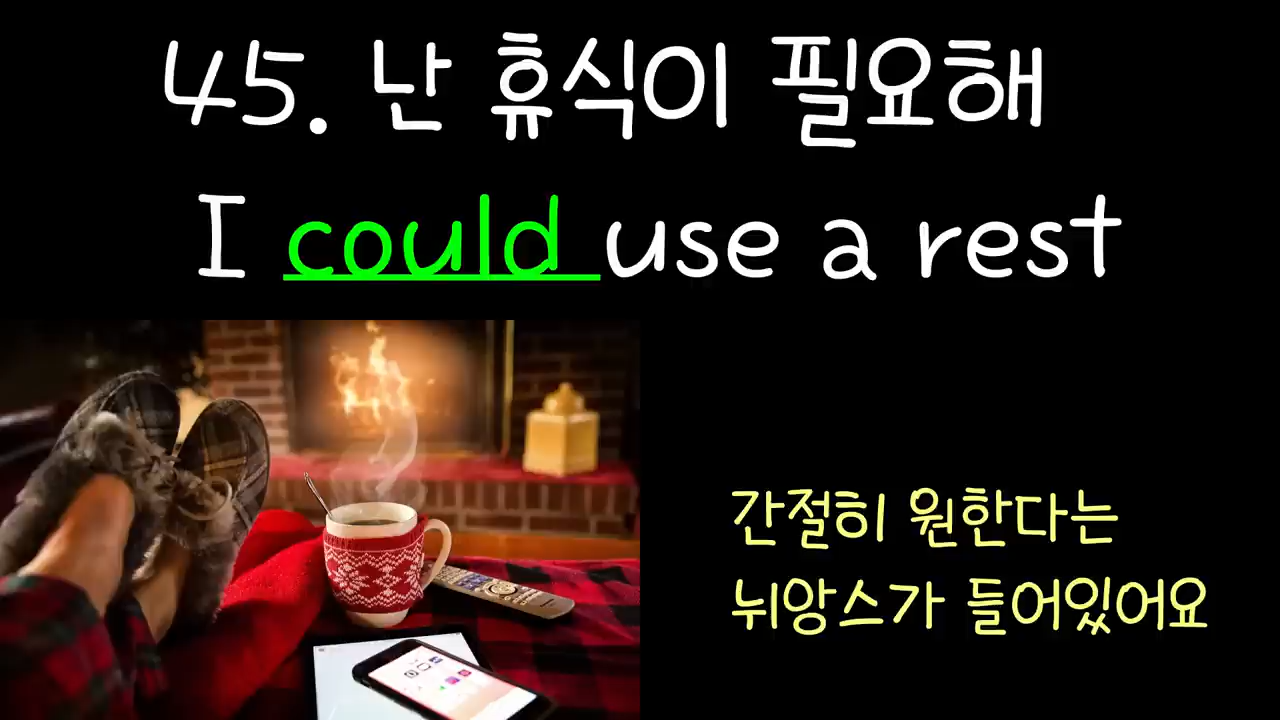 45. 난 휴식이 필요해
I could use a rest
간절히 원한다는
뉘앙스가 들어있어요